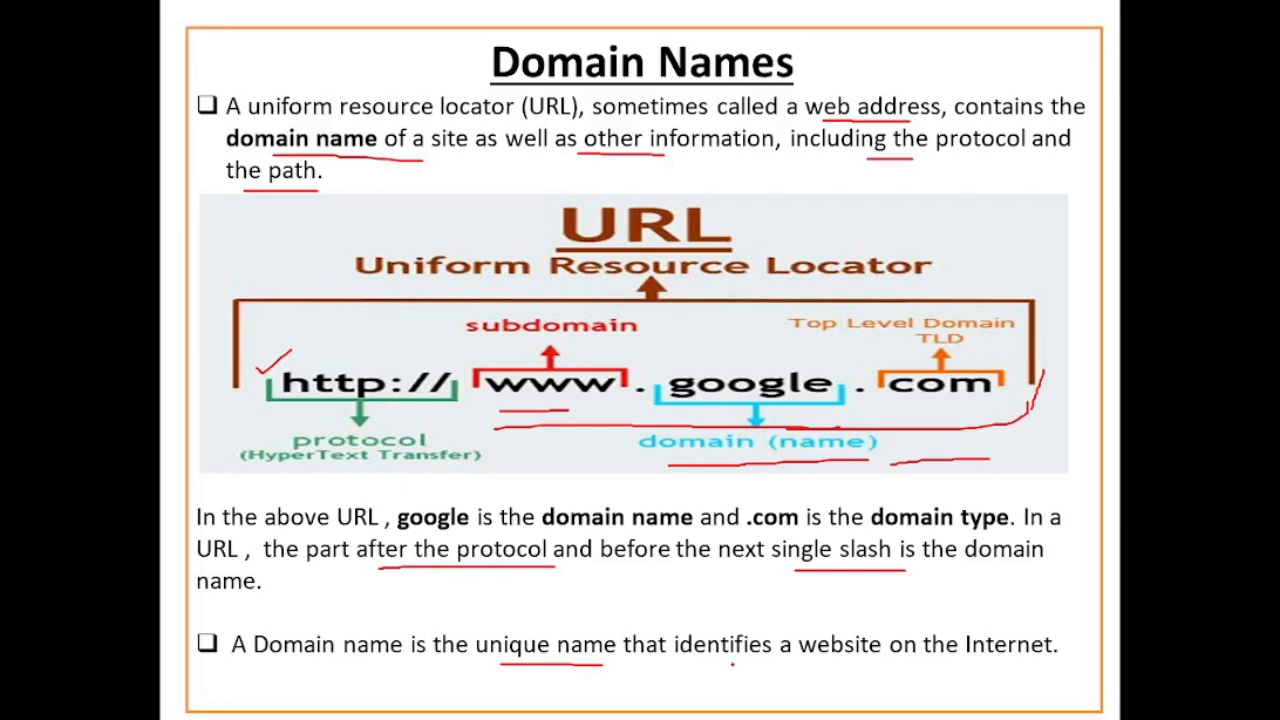 Domain Names
❑ A uniform resource locator (URL), sometimes called a web address, contains the
domain name of a site as well as other information, including the protocol and
the path.
URL
Uniform Resource Locator
subdomain
Top Level Domain
TLD
http:// www . google . com
protocol
(HyperText Transfer)
domain (name)
In the above URL , google is the domain name and .com is the domain type. In a
URL , the part after the protocol and before the next single slash is the domain
name.
❑ A Domain name is the unique name that identifies a website on the Internet.